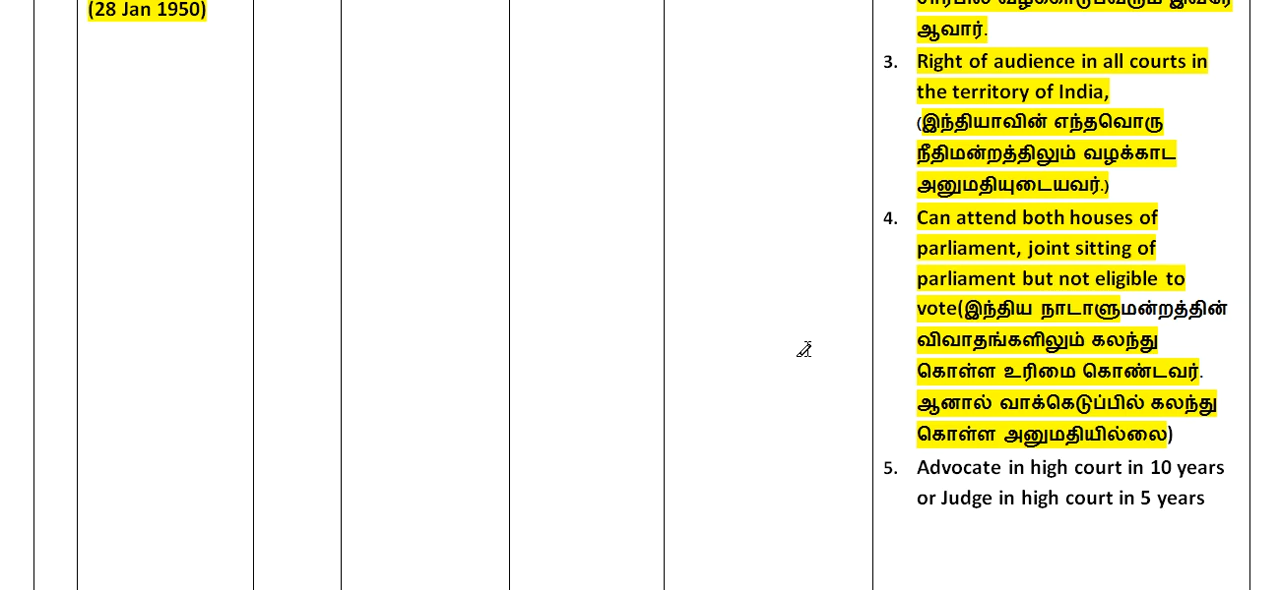 (28 Jan 1950)
ஆவார்.
3. Right of audience in all courts in
the territory of India,
(இந்தியாவின் எந்தவொரு
நீதிமன்றத்திலும் வழக்காட
அனுமதியுடையவர்.)
4. Can attend both houses of
parliament, joint sitting of
parliament but not eligible to
vote(இந்திய நாடாளுமன்றத்தின்
விவாதங்களிலும் கலந்து
கொள்ள உரிமை கொண்டவர்.
ஆனால் வாக்கெடுப்பில் கலந்து
கொள்ள அனுமதியில்லை)
5. Advocate in high court in 10 years
or Judge in high court in 5 years